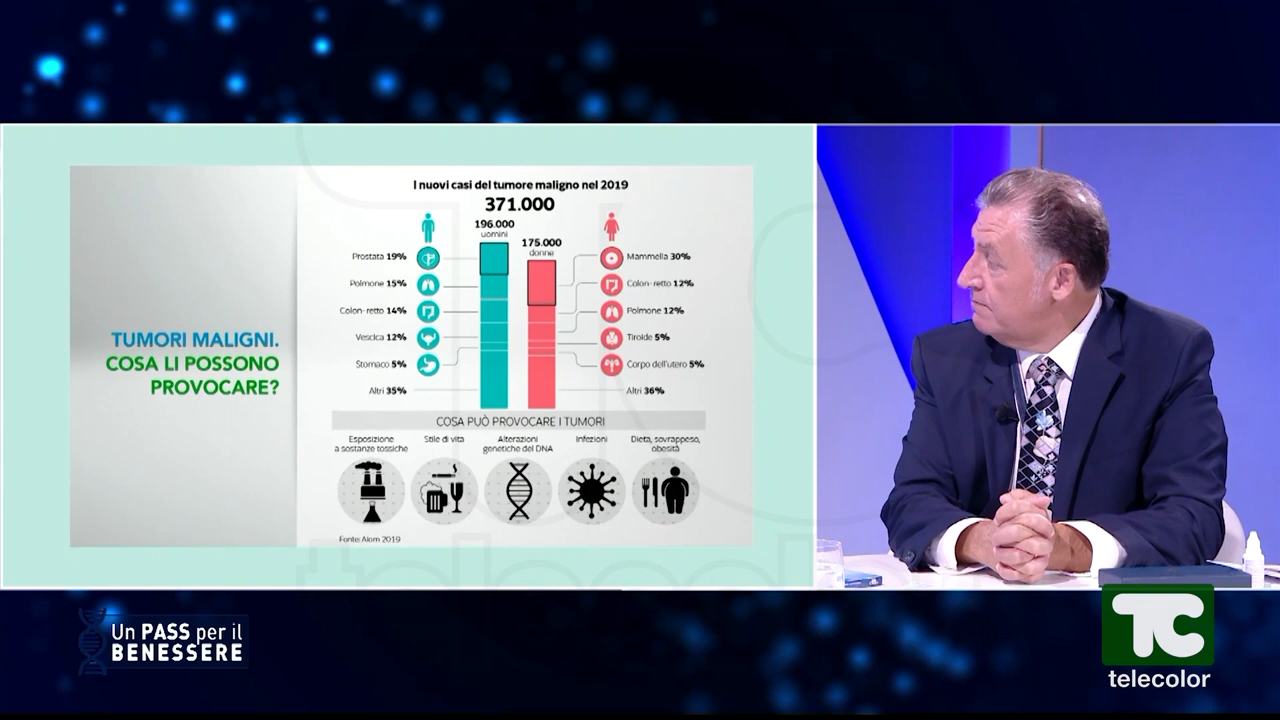 TUMORI MALIGNI.
COSA LI POSSONO
PROVOCARE?
I nuovi casi del tumore maligno nel 2019
371.000
196.000
uomini
175.000
donne
Prostata 19%
Polmone 15%
Colon-retto 14%
Vescica 12%
Stomaco 5%
Altri 35%
Mammella 30%
Colon-retto 12%
Polmone 12%
Tiroide 5%
Corpo dell'utero 5%
Altri 36%
COSA PUÒ PROVOCARE I TUMORI
Esposizione
a sostanze tossiche
Stile di vita
Alterazioni
genetiche del DNA
Infezioni
Dieta, sovrappeso,
obesità
Fonte: Aiom 2019
Un PASS per il
BENESSERE
TC
telecolor